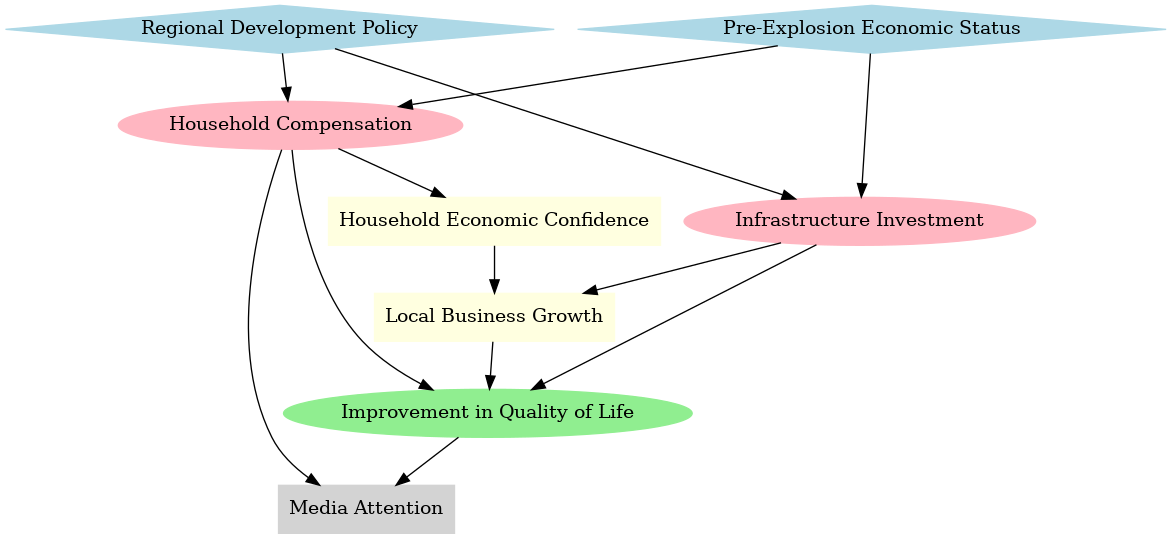 Regional Development Policy
Pre-Explosion Economic Status
Household Compensation
Household Economic Confidence
Infrastructure Investment
Local Business Growth
Improvement in Quality of Life
Media Attention